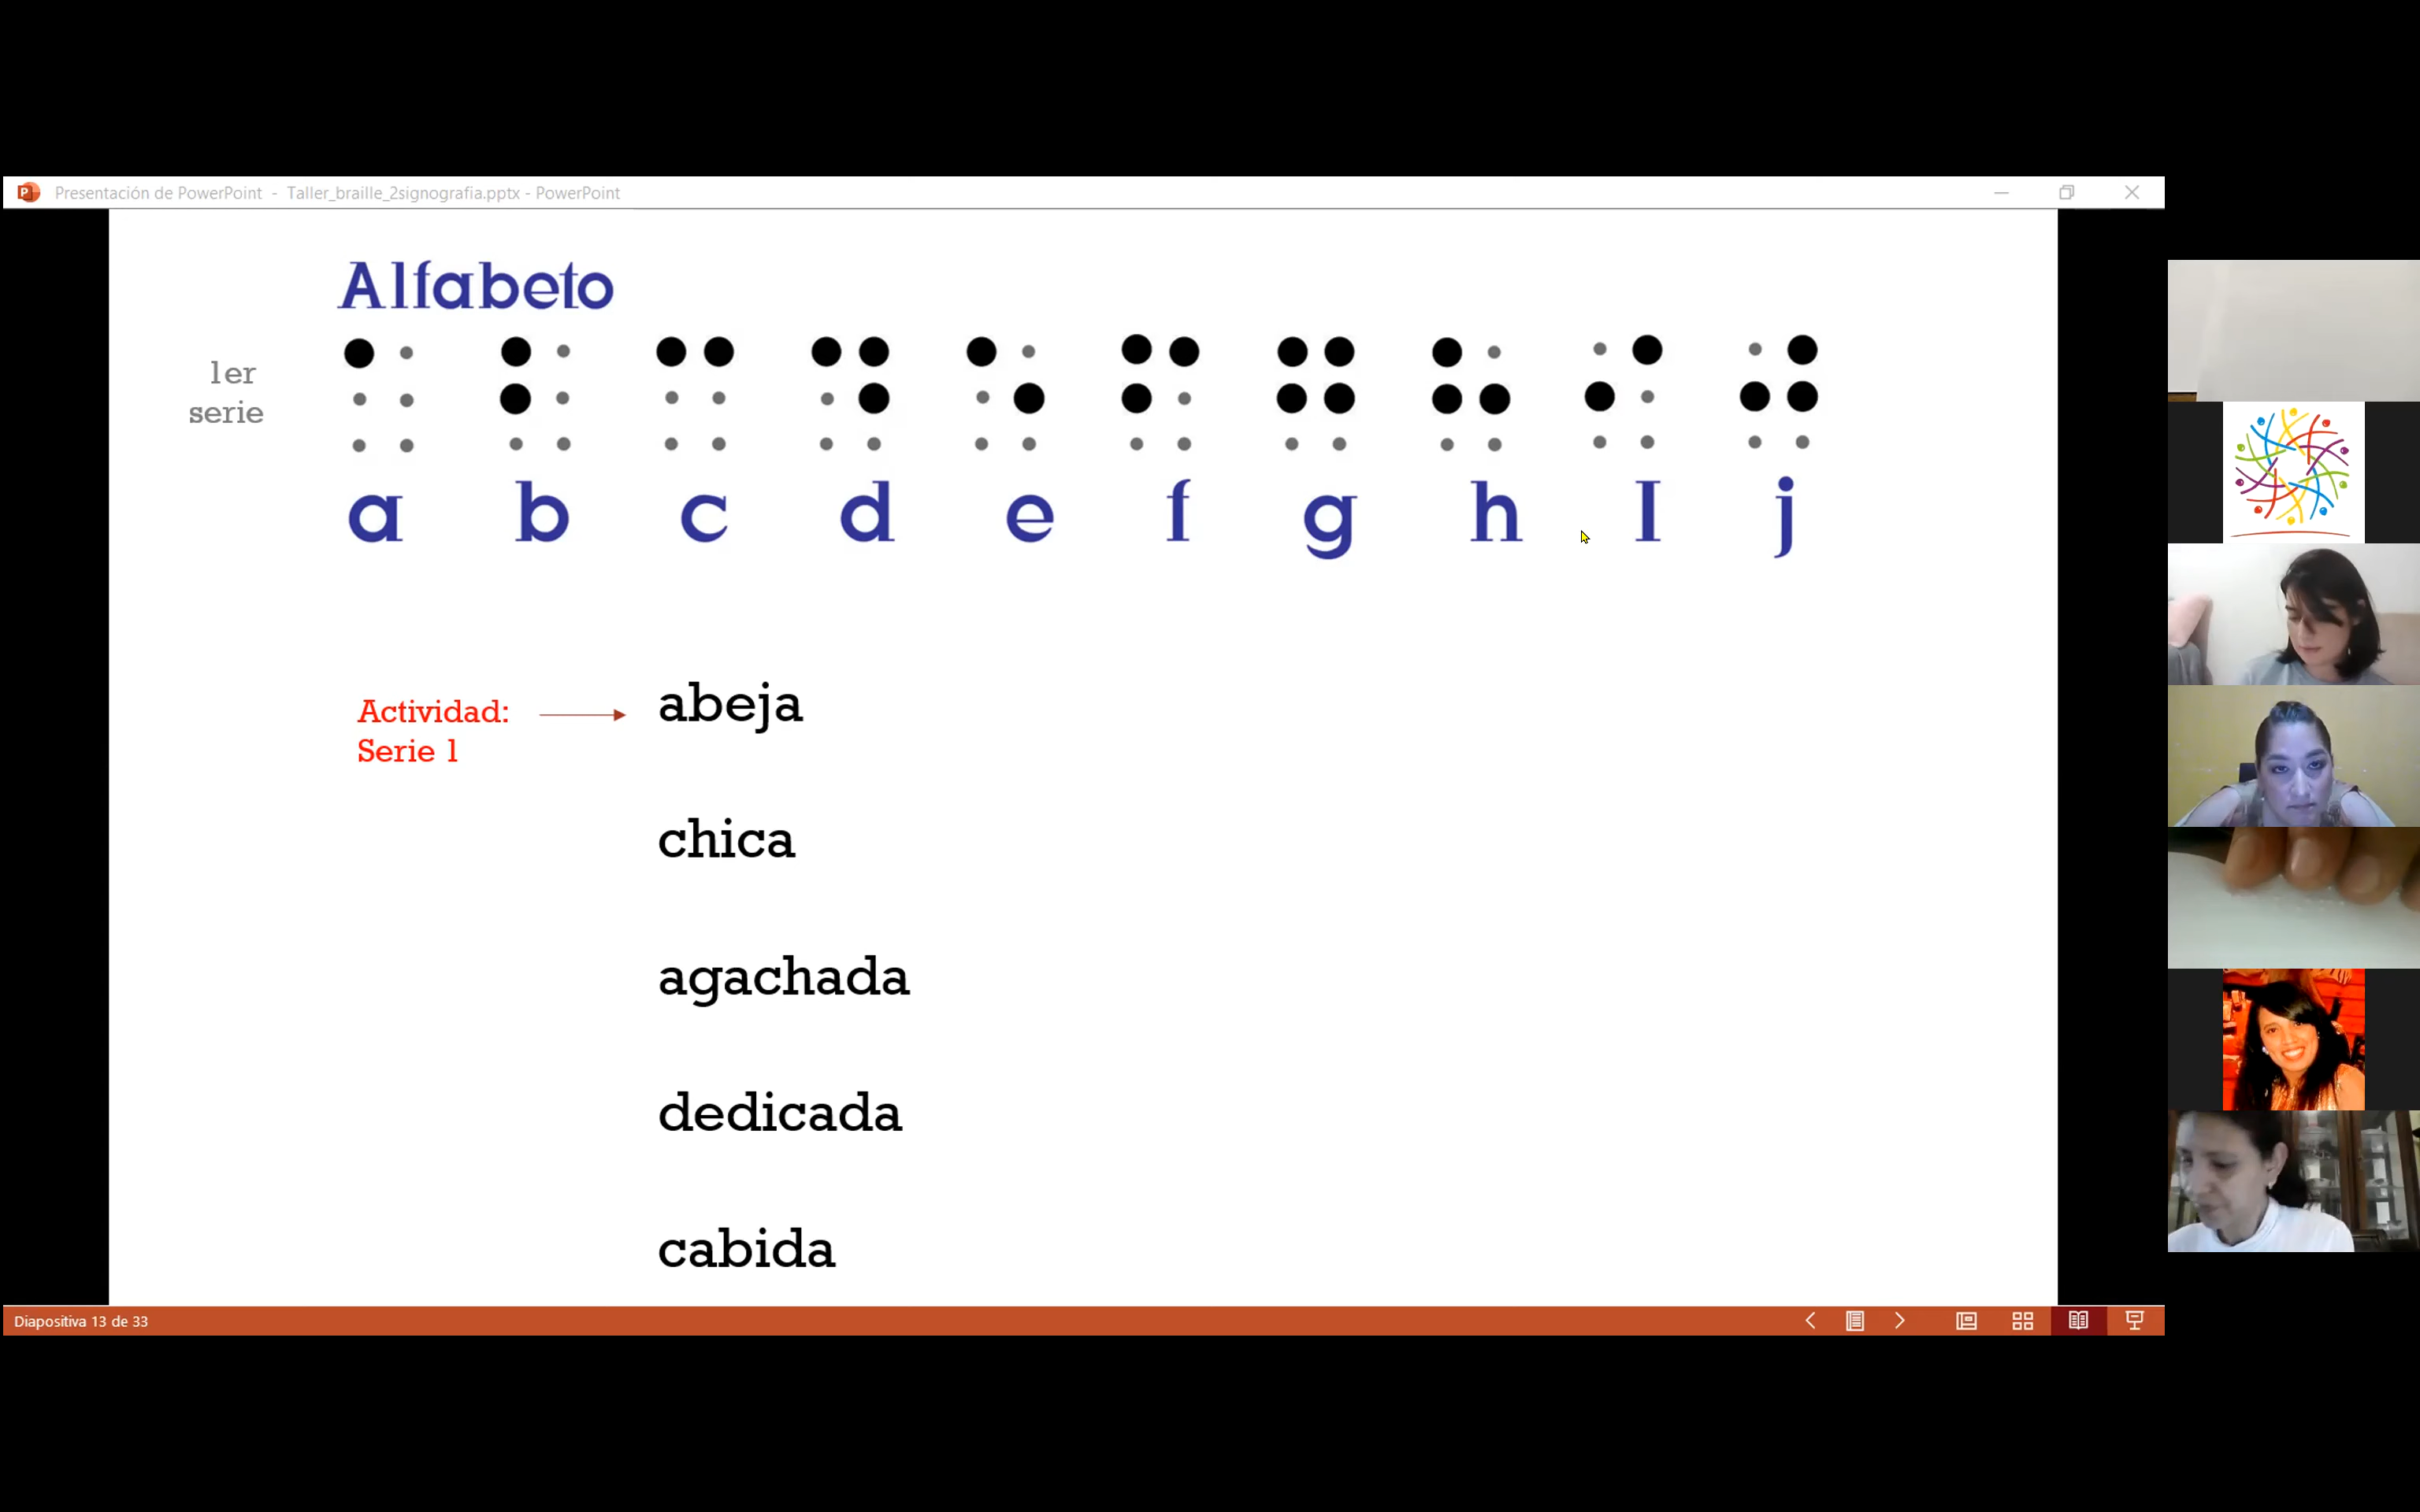 Presentación de PowerPoint - Taller_braille_2signografia.pptx - PowerPoint
Alfabeto
1er
serie
a b c d e f g h I j
Actividad:
Serie 1
abeja
chica
agachada
dedicada
cabida
Diapositiva 13 de 33